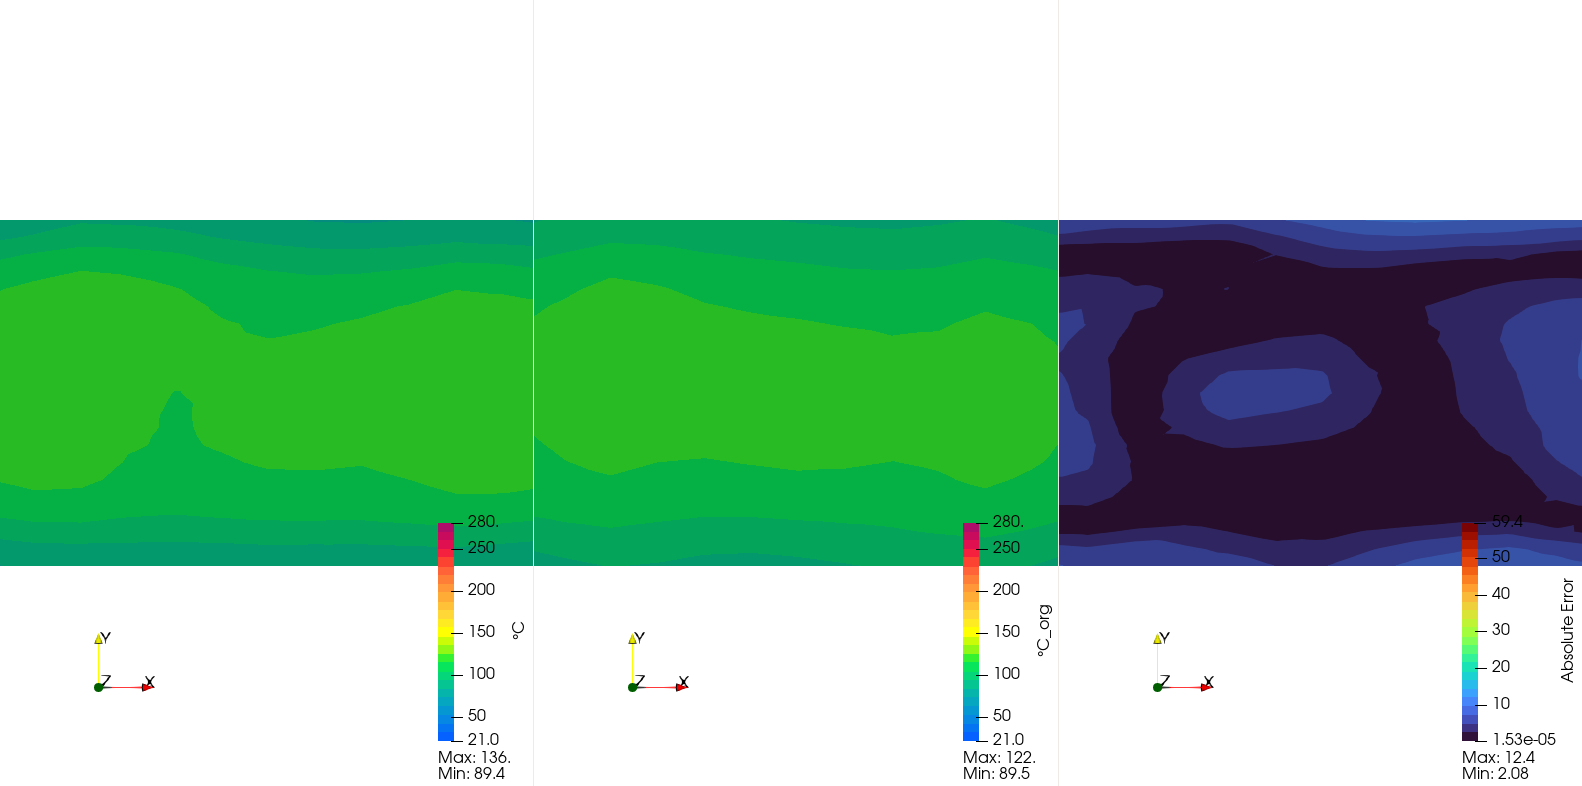 280.
250
200
150
100
50
21.0
°C
Max: 136.
Min: 89.4
Y
Z
X
280.
250
200
150
100
50
21.0
°C_org
Max: 122.
Min: 89.5
Y
Z
X
59.4
50
40
30
20
10
1.53e-05
Absolute Error
Max: 12.4
Min: 2.08
Y
Z
X